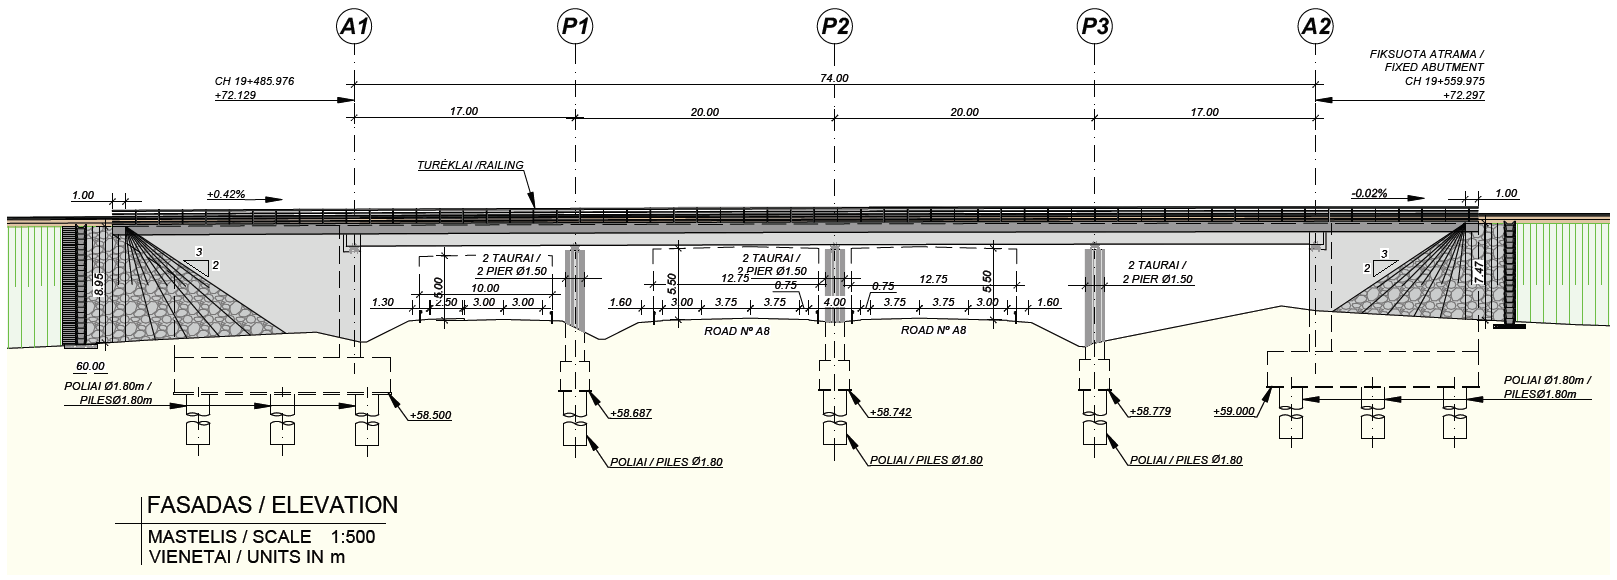 A1 P1 P2 P3 A2
FIKSUOTA ATRAMA /
FIXED ABUTMENT
CH 19+485.976
74.00
CH 19+559.975
+72.129
+72.297
17.00 20.00 20.00 17.00
TURĖKLAI /RAILING
1.00 +0.42% -0.02% 1.00
3
2
3
2
8.95
7.47
2 TAURAI /
2 PIER Ø1.50
2 TAURAI /
2 PIER Ø1.50
2 TAURAI /
2 PIER Ø1.50
5.00
5.50
5.50
10.00
12.75
12.75
0.75
0.75
1.30 2.50 3.00 3.00 1.60 3.00 3.75 3.75 4.00 3.75 3.75 3.00 1.60
ROAD Nº A8 ROAD Nº A8
60.00
POLIAI Ø1.80m /
PILESØ1.80m
POLIAI Ø1.80m /
PILESØ1.80m
+58.500 +58.687 +58.742 +58.779 +59.000
POLIAI / PILES Ø1.80 POLIAI / PILES Ø1.80 POLIAI / PILES Ø1.80
FASADAS / ELEVATION
MASTELIS / SCALE 1:500
VIENETAI / UNITS IN m